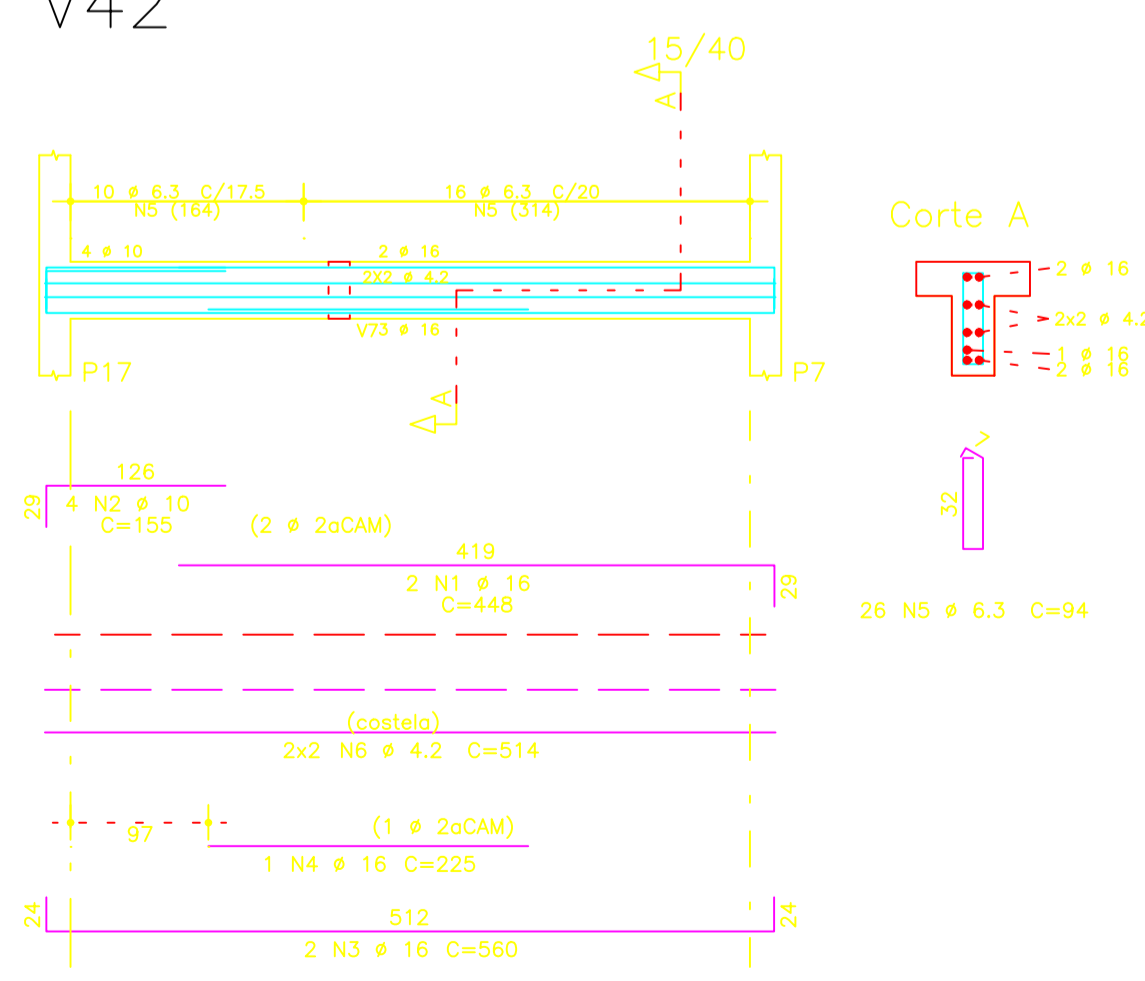 V42
15/40
A
10 ø 6.3 C/17.5
N5 (164)
16 ø 6.3 C/20
N5 (314)
4 ø 10
2 ø 16
2X2 ø 4.2
V73 ø 16
P17
P7
A
Corte A
2 ø 16
2x2 ø 4.2
1 ø 16
2 ø 16
126
29
4 N2 ø 10
C=155
(2 ø 2aCAM)
419
2 N1 ø 16
C=448
29
7
32
26 N5 ø 6.3 C=94
(costela)
2x2 N6 ø 4.2 C=514
97
(1 ø 2aCAM)
1 N4 ø 16 C=225
24
512
24
2 N3 ø 16 C=560